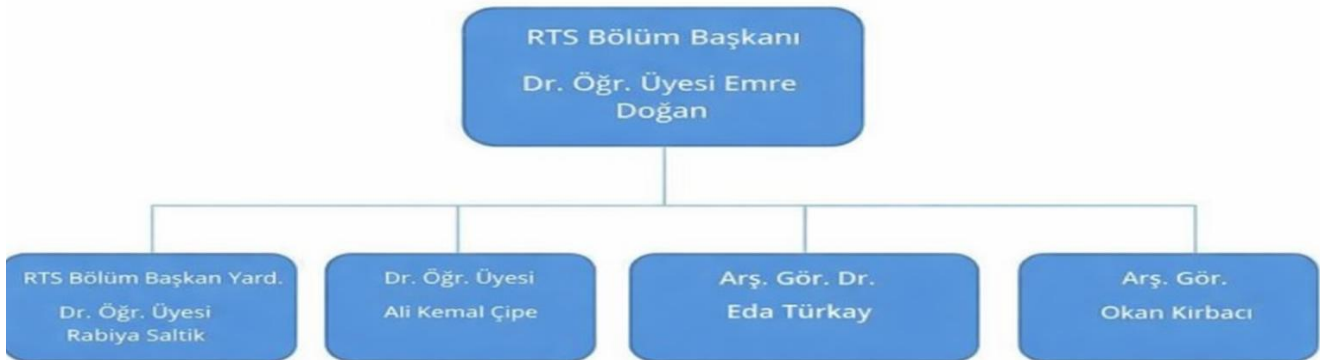 RTS Bölüm Başkanı
Dr. Öğr. Üyesi Emre
Doğan
RTS Bölüm Başkan Yard.
Dr. Öğr. Üyesi
Rabiya Saltik
Dr. Öğr. Üyesi
Ali Kemal Çipe
Arş. Gör. Dr.
Eda Türkay
Arş. Gör.
Okan Kirbacı